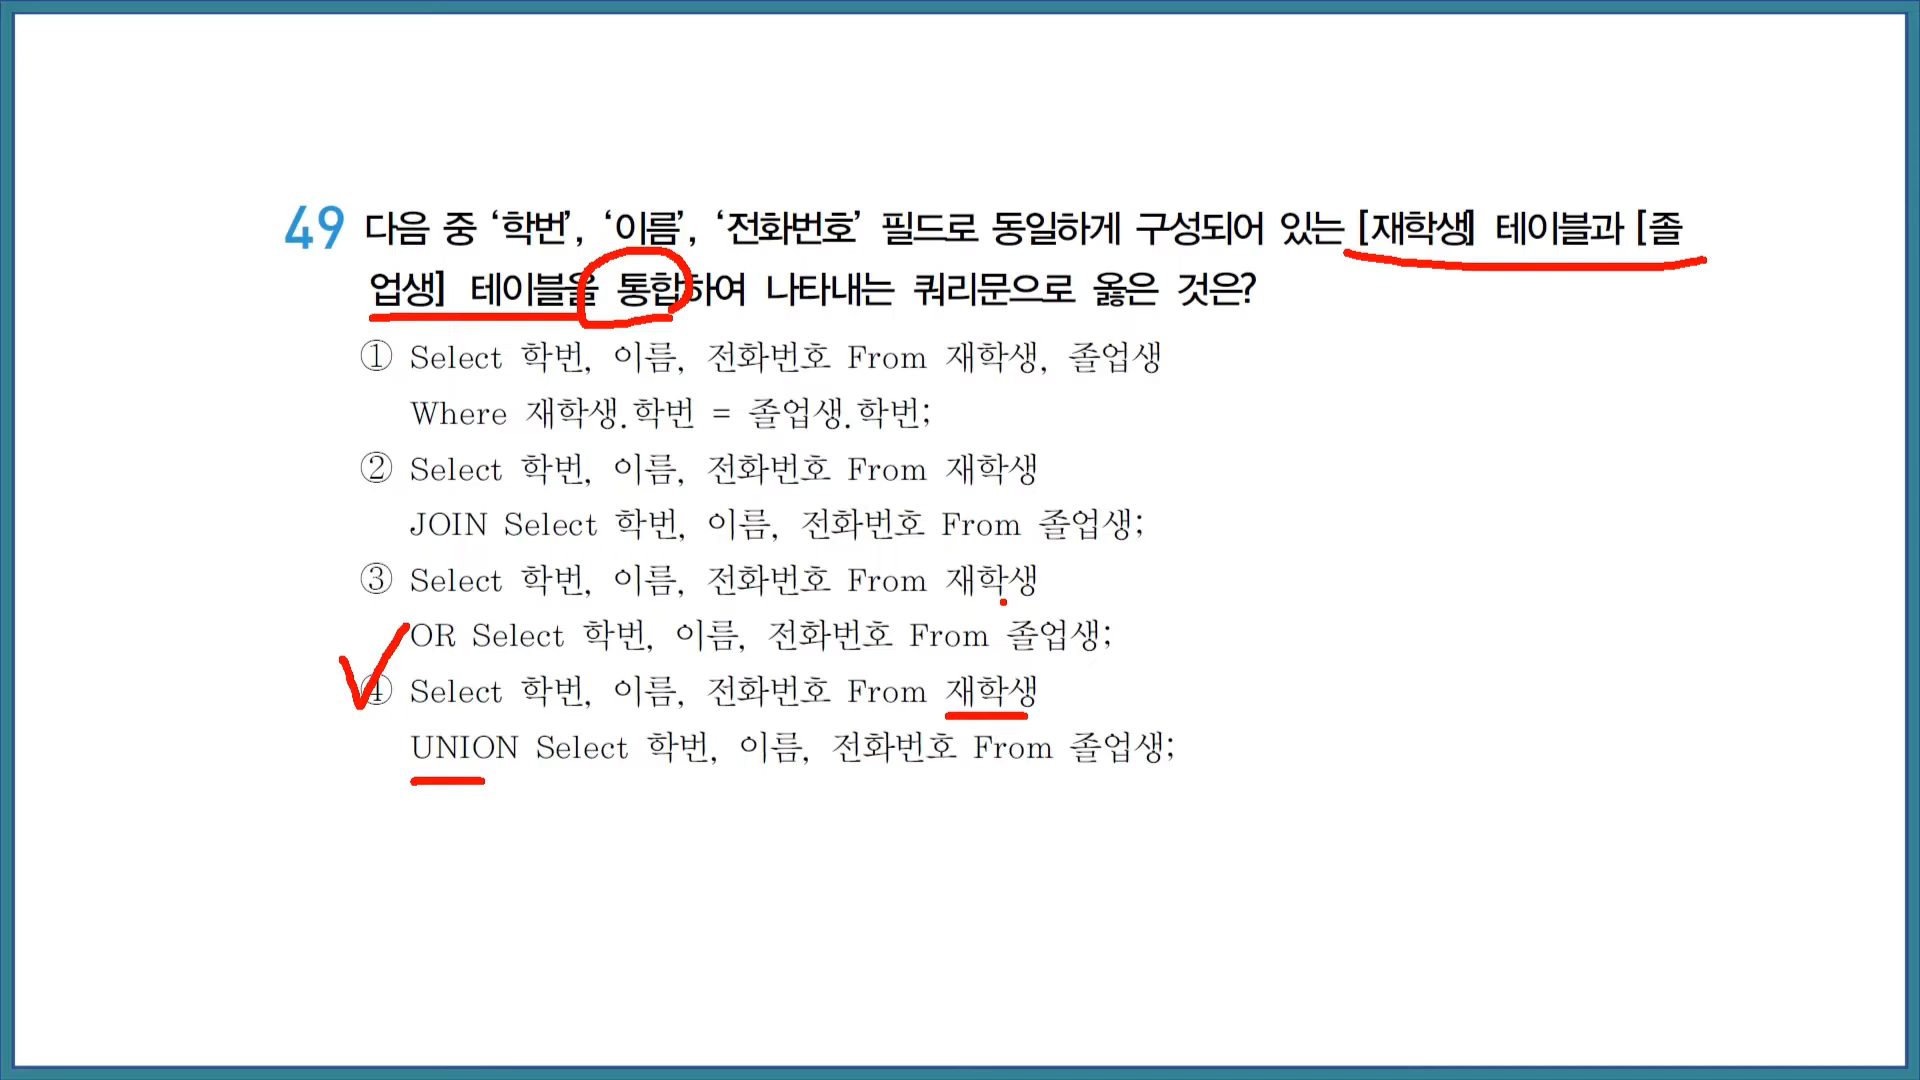 49 다음 중 ‘학번’, ‘이름’, ‘전화번호’ 필드로 동일하게 구성되어 있는 [재학생] 테이블과 [졸
업생] 테이블을 통합하여 나타내는 쿼리문으로 옳은 것은?
① Select 학번, 이름, 전화번호 From 재학생, 졸업생
Where 재학생.학번 = 졸업생.학번;
② Select 학번, 이름, 전화번호 From 재학생
JOIN Select 학번, 이름, 전화번호 From 졸업생;
③ Select 학번, 이름, 전화번호 From 재학생
OR Select 학번, 이름, 전화번호 From 졸업생;
④ Select 학번, 이름, 전화번호 From 재학생
UNION Select 학번, 이름, 전화번호 From 졸업생;